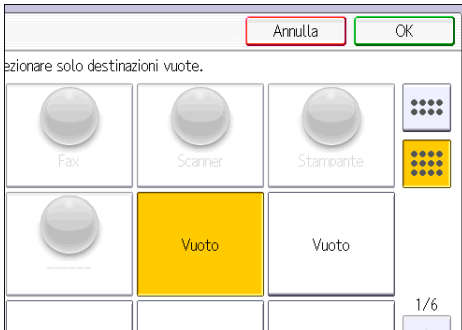 Annulla OK
ezionare solo destinazioni vuote.
Fax Scanner Stampante
Vuoto Vuoto
1/6